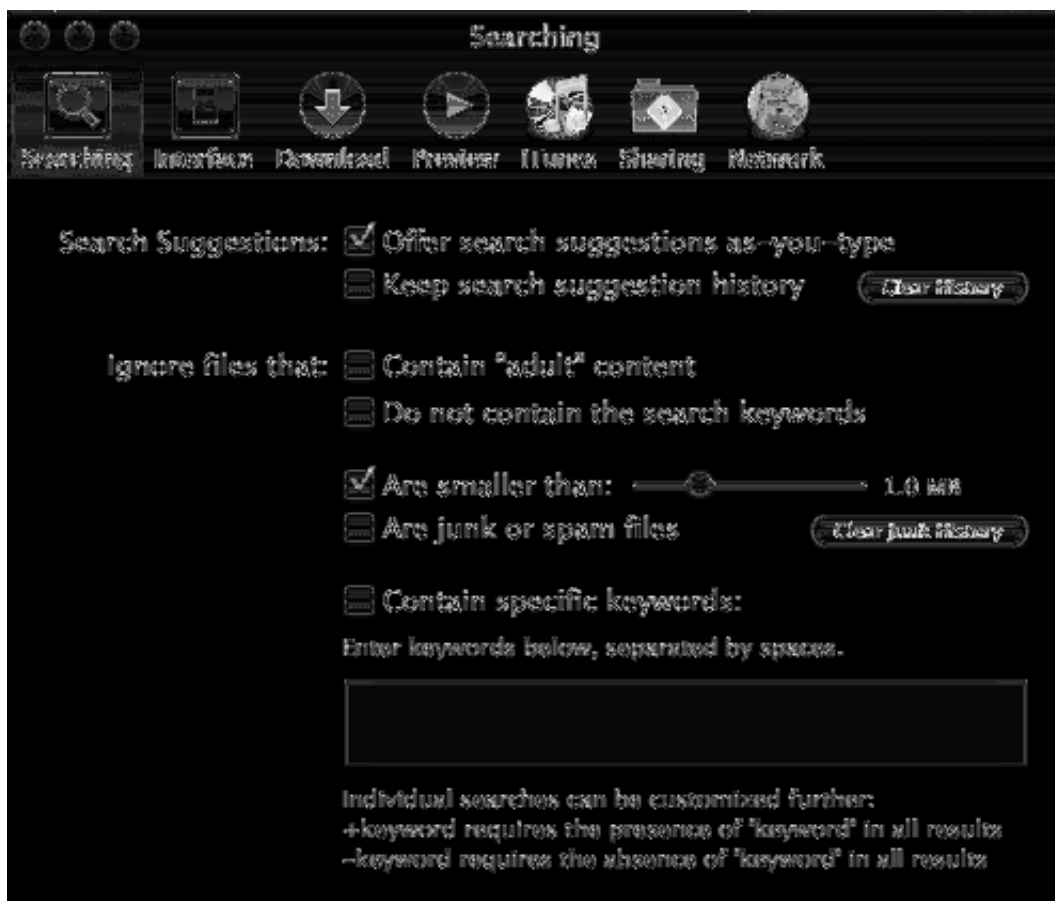 Searching
Searching Interface Download Preview iTunes Sharing Network
Search Suggestions: Offer search suggestions as-you-type
Keep search suggestion history Clear History
Ignore files that: Contain "adult" content
Do not contain the search keywords
Are smaller than: 1.0 MB
Are junk or spam files Clear Junk History
Contain specific keywords:
Enter keywords below, separated by spaces.
Individual searches can be customized further:
+keyword requires the presence of "keyword" in all results
-keyword requires the absence of "keyword" in all results